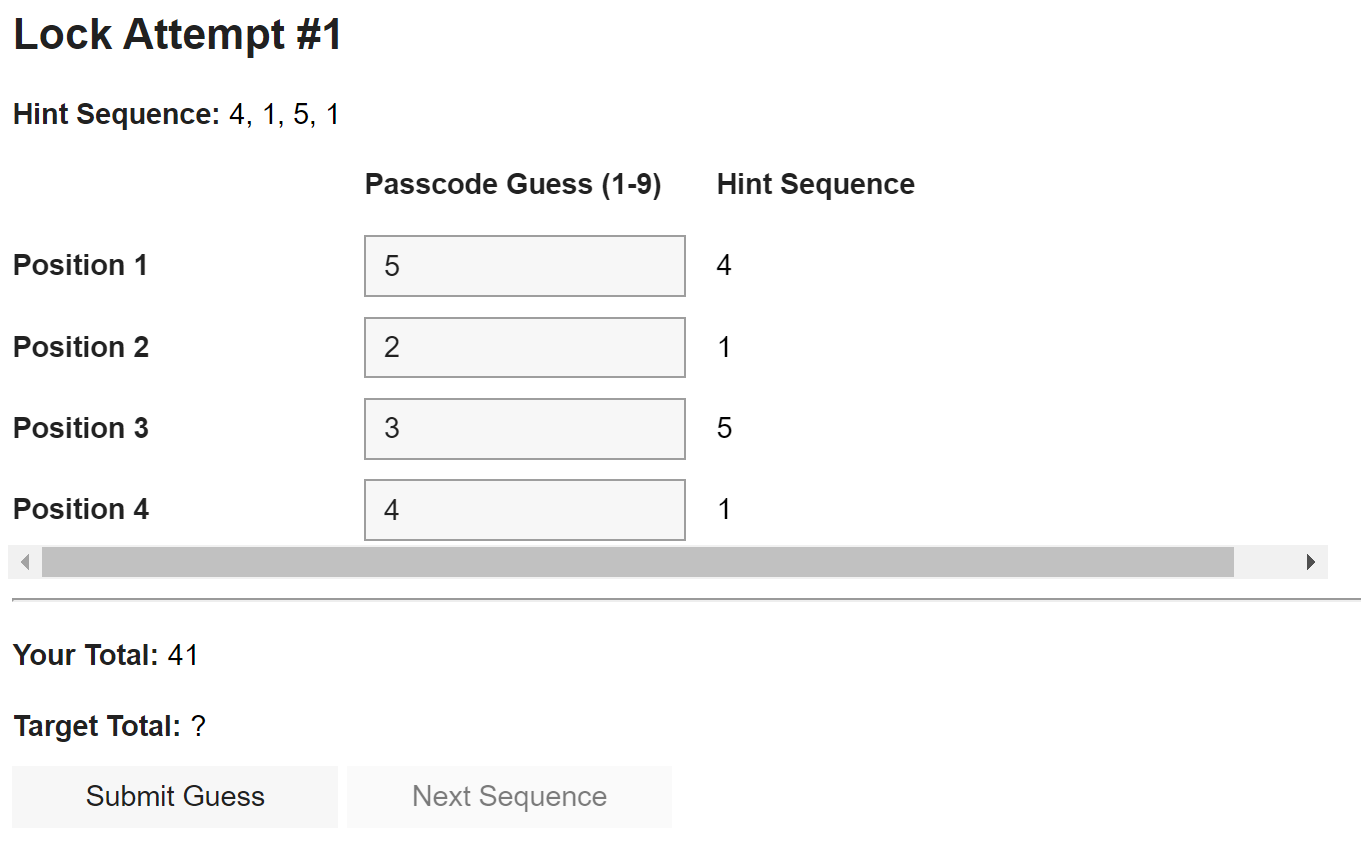 Lock Attempt #1
Hint Sequence: 4, 1, 5, 1
Passcode Guess (1-9) Hint Sequence
Position 1 5 4
Position 2 2 1
Position 3 3 5
Position 4 4 1
Your Total: 41
Target Total: ?
Submit Guess Next Sequence